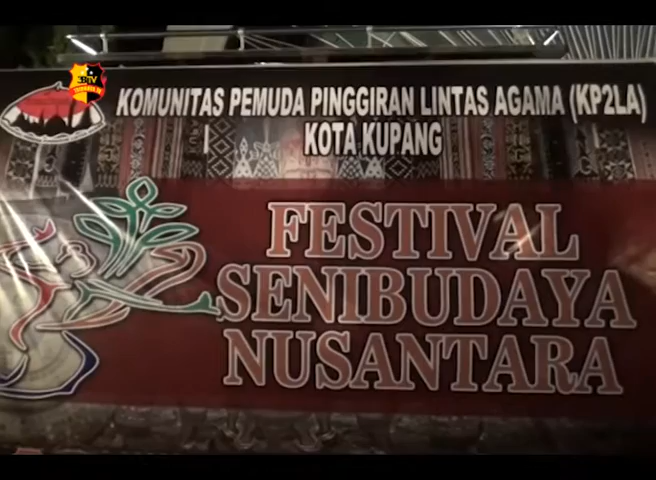 KOMUNITAS PEMUDA PINGGIRAN LINTAS AGAMA (KP2LA)
KOTA KUPANG
FESTIVAL
SENIBUDAYA
NUSANTARA